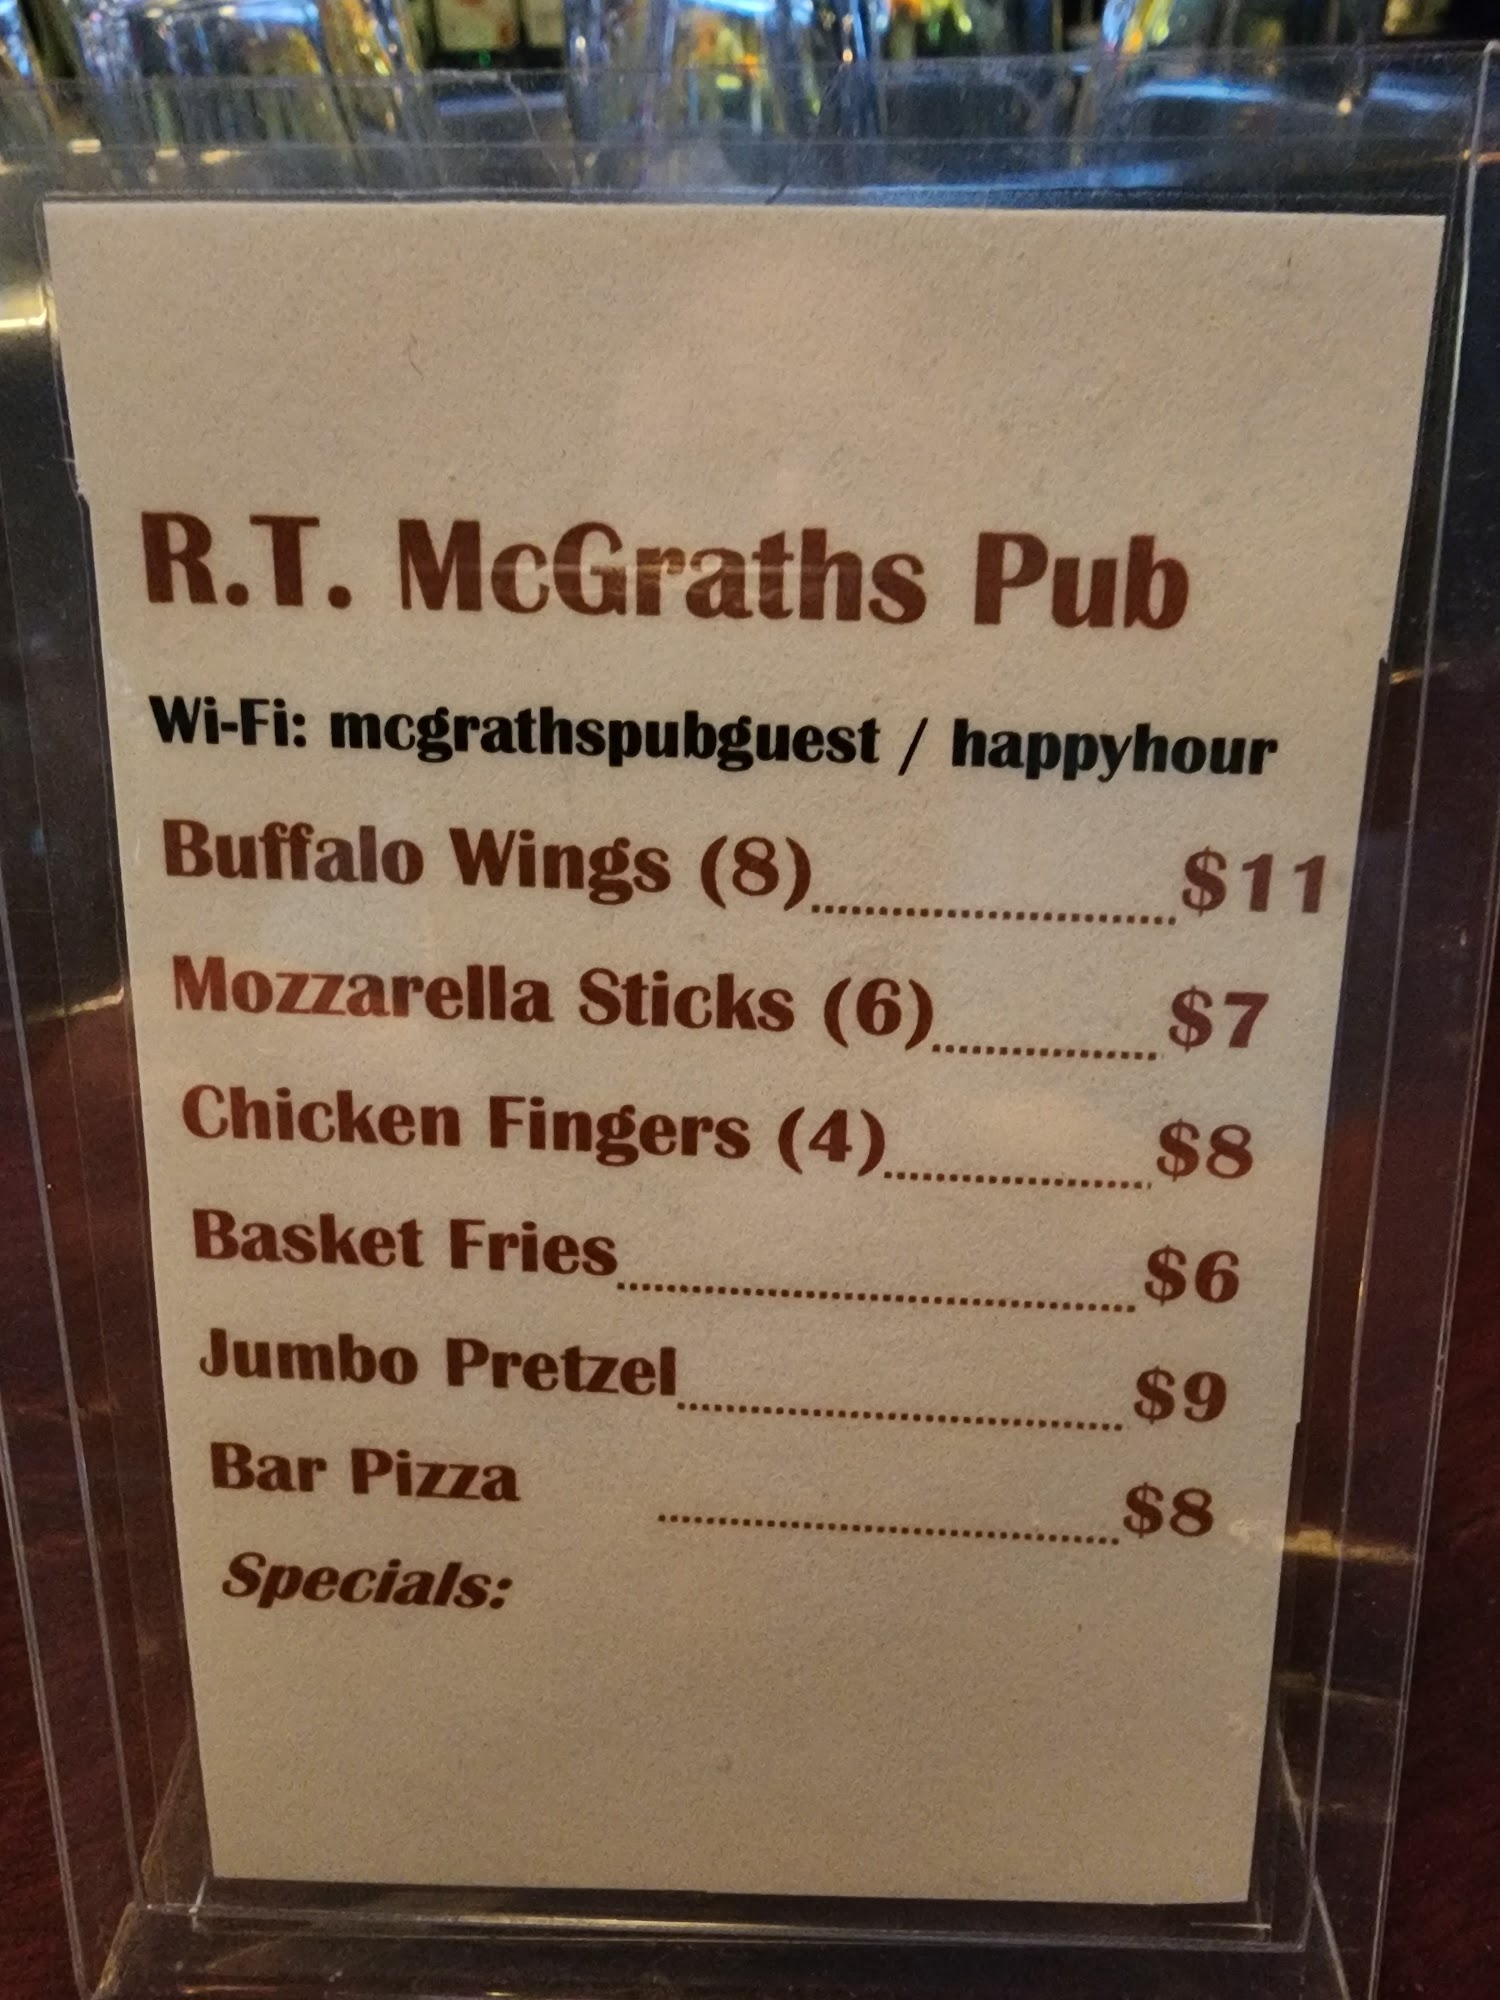 R.T. McGraths Pub
Wi-Fi: mcgrathspubguest / happyhour
Buffalo Wings (8)..............................$11
Mozzarella Sticks (6)....................$7
Chicken Fingers (4)........................$8
Basket Fries..........................................$6
Jumbo Pretzel......................................$9
Bar Pizza ......................................$8
Specials: